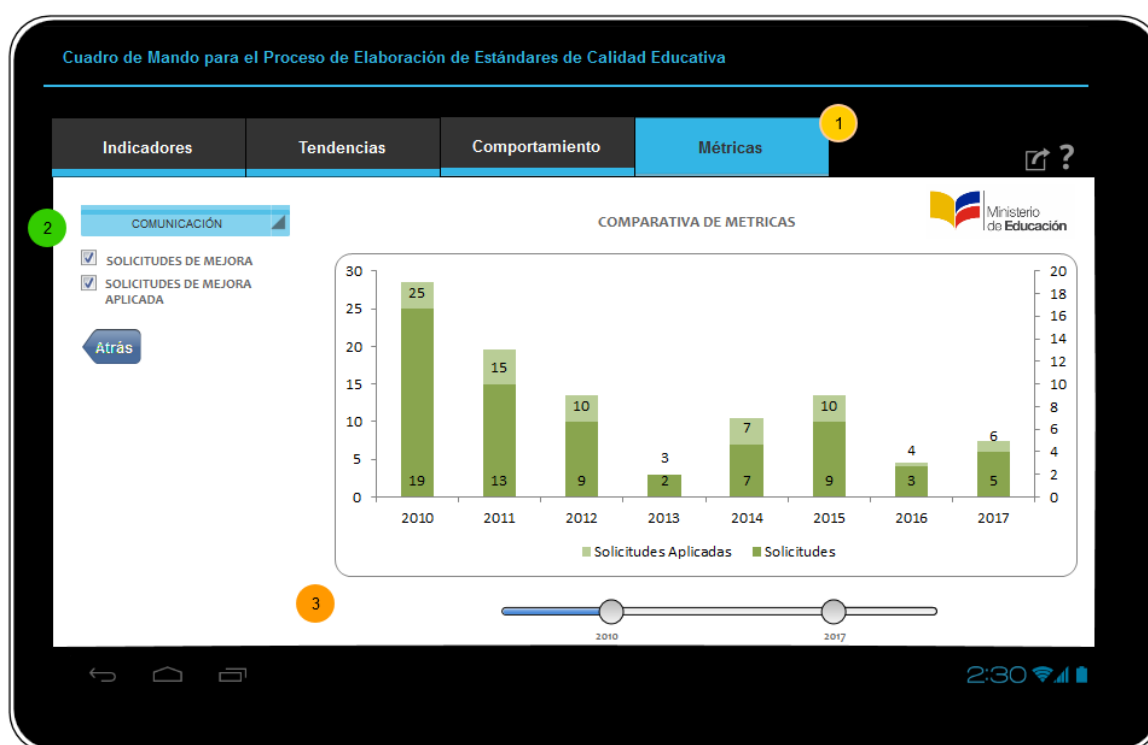 Cuadro de Mando para el Proceso de Elaboración de Estándares de Calidad Educativa
1
Indicadores Tendencias Comportamiento Métricas
?
2
COMUNICACIÓN
COMPARATIVA DE METRICAS
Ministerio
de Educación
SOLICITUDES DE MEJORA
SOLICITUDES DE MEJORA
APLICADA
Atrás
30 20
25 18
20 16
15 14
10 12
5 10
0 8
6
4
2
0
25 15 10 3 7 10 4 6
19 13 9 2 7 9 3 5
2010 2011 2012 2013 2014 2015 2016 2017
Solicitudes Aplicadas Solicitudes
3
2010 2017
2:30